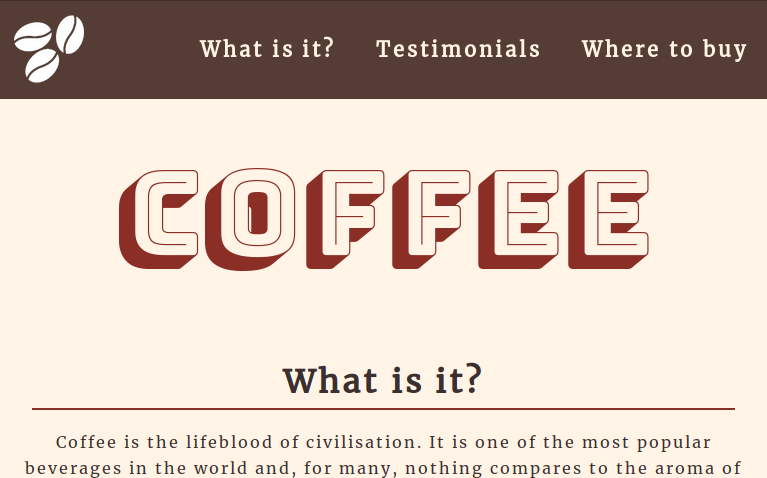 What is it? Testimonials Where to buy
COFFEE
What is it?
Coffee is the lifeblood of civilisation. It is one of the most popular
beverages in the world and, for many, nothing compares to the aroma of